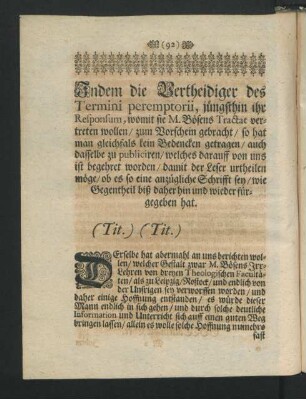 (92)
Indem die Vertheidiger des
Termini peremptorii, jüngsthin ihr
Responsum, womit sie M. Bösens Tractat ver-
treten wollen / zum Vorschein gebracht / so hat
man gleichfals kein Bedencken getragen / auch
dasselbe zu publiciren / welches darauff von uns
ist begehret worden / damit der Leser urtheilen
möge / ob es so eine anzügliche Schrifft sey / wie
Gegentheil biß daher hin und wieder für-
gegeben hat.
(Tit.) (Tit.)
DErselbe hat abermahl an uns berichten wol-
len / welcher Gestalt zwar M. Bösens Irr-
Lehren von dreyen Theologischen Facultä-
ten / als zu Leipzig / Rostock / und endlich von
der Unsrigen sey verworffen worden / und
daher einige Hoffnung entstanden / es würde dieser
Mann endlich in sich gehen / und durch solche deutliche
Information und Unterricht sich auff einen guten Weg
bringen lassen / allein es wolle solche Hoffnung nunmehro
fast